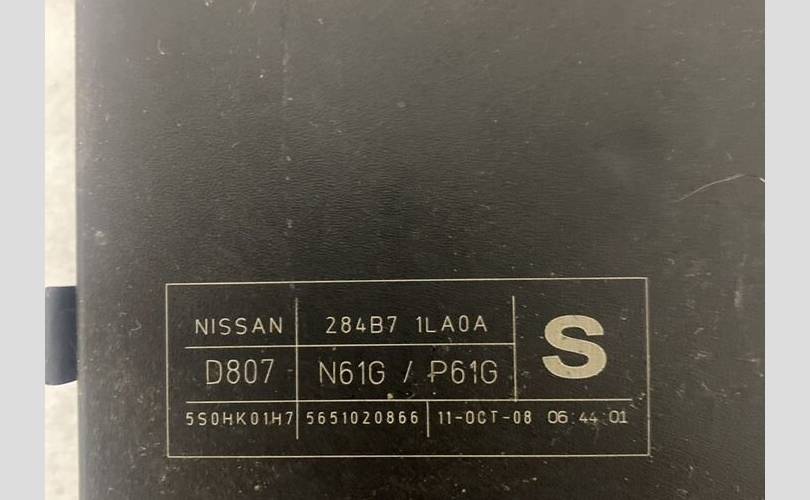 NISSAN 284B7 1LA0A S
D807 N61G / P61G
5S0HK01H7 5651020866 11-OCT-08 06:44:01